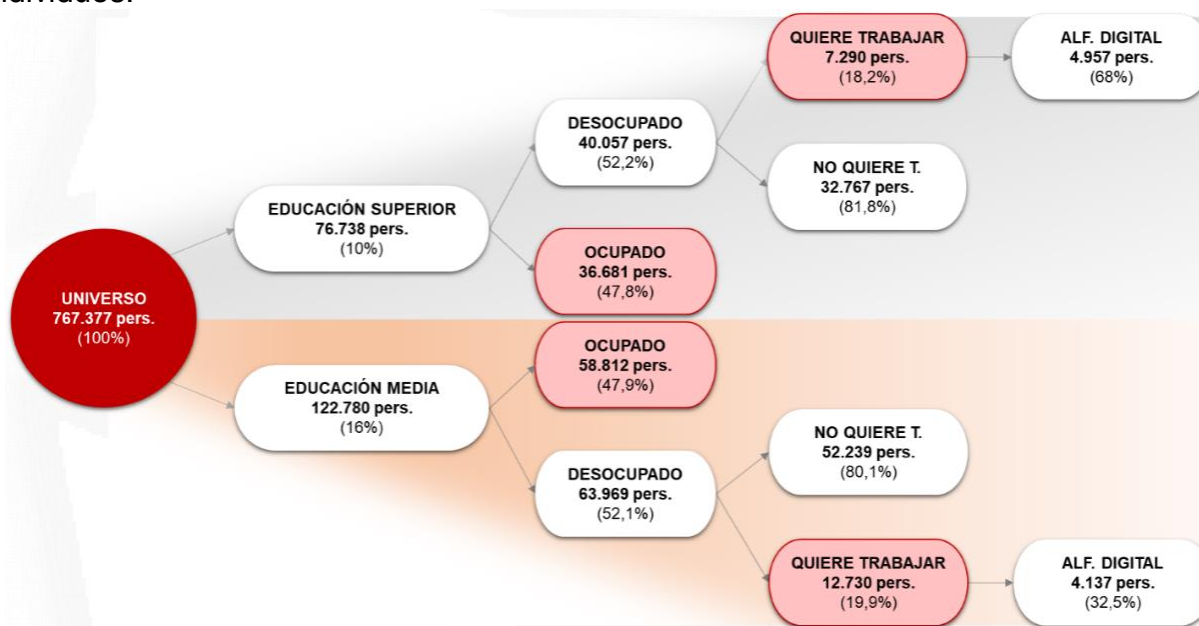 QUIERE TRABAJAR
7.290 pers.
(18,2%)
ALF. DIGITAL
4.957 pers.
(68%)
DESOCUPADO
40.057 pers.
(52,2%)
NO QUIERE T.
32.767 pers.
(81,8%)
EDUCACIÓN SUPERIOR
76.738 pers.
(10%)
OCUPADO
36.681 pers.
(47,8%)
UNIVERSO
767.377 pers.
(100%)
OCUPADO
58.812 pers.
(47,9%)
EDUCACIÓN MEDIA
122.780 pers.
(16%)
NO QUIERE T.
52.239 pers.
(80,1%)
DESOCUPADO
63.969 pers.
(52,1%)
QUIERE TRABAJAR
12.730 pers.
(19,9%)
ALF. DIGITAL
4.137 pers.
(32,5%)